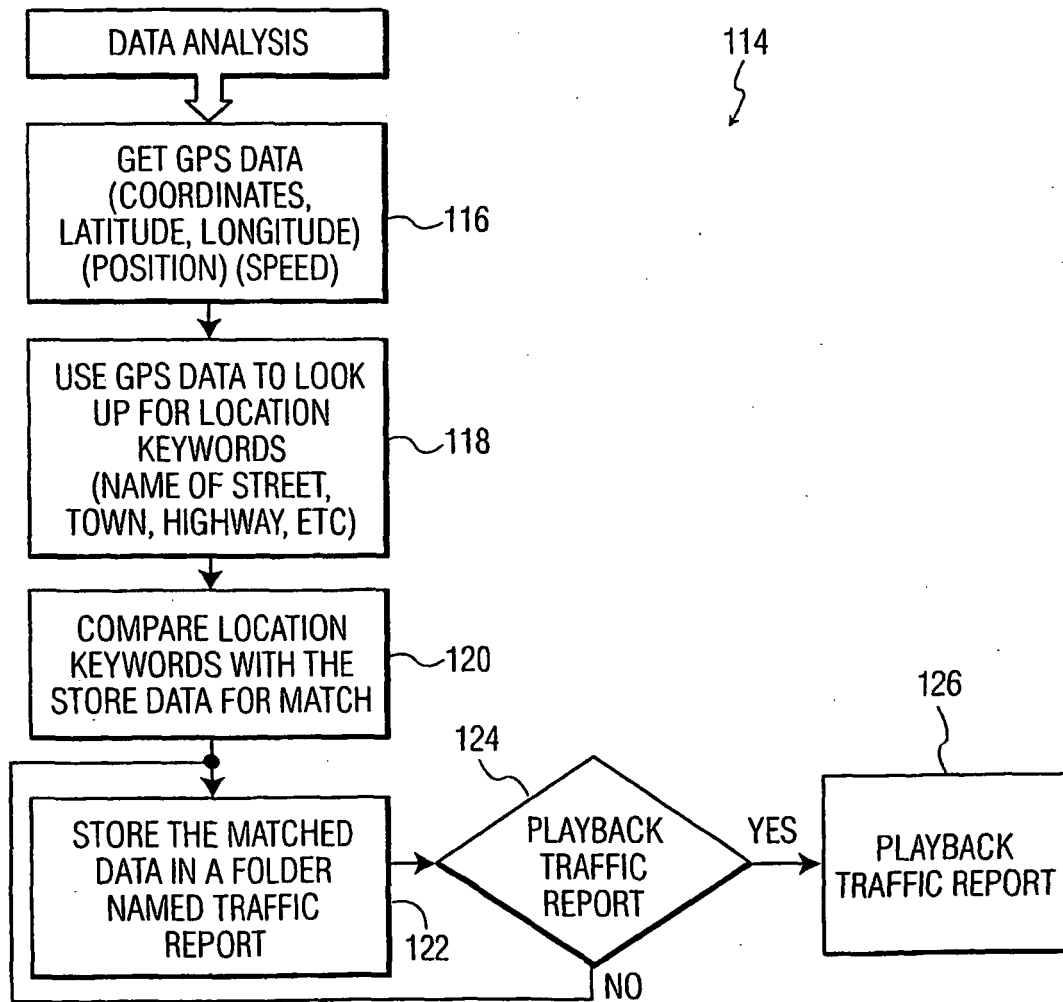 DATA ANALYSIS
114
GET GPS DATA
(COORDINATES,
LATITUDE, LONGITUDE)
(POSITION) (SPEED)
116
USE GPS DATA TO LOOK
UP FOR LOCATION
KEYWORDS
(NAME OF STREET,
TOWN, HIGHWAY, ETC)
118
COMPARE LOCATION
KEYWORDS WITH THE
STORE DATA FOR MATCH
120
STORE THE MATCHED
DATA IN A FOLDER
NAMED TRAFFIC
REPORT
122
124
PLAYBACK
TRAFFIC
REPORT
YES
NO
126
PLAYBACK
TRAFFIC REPORT